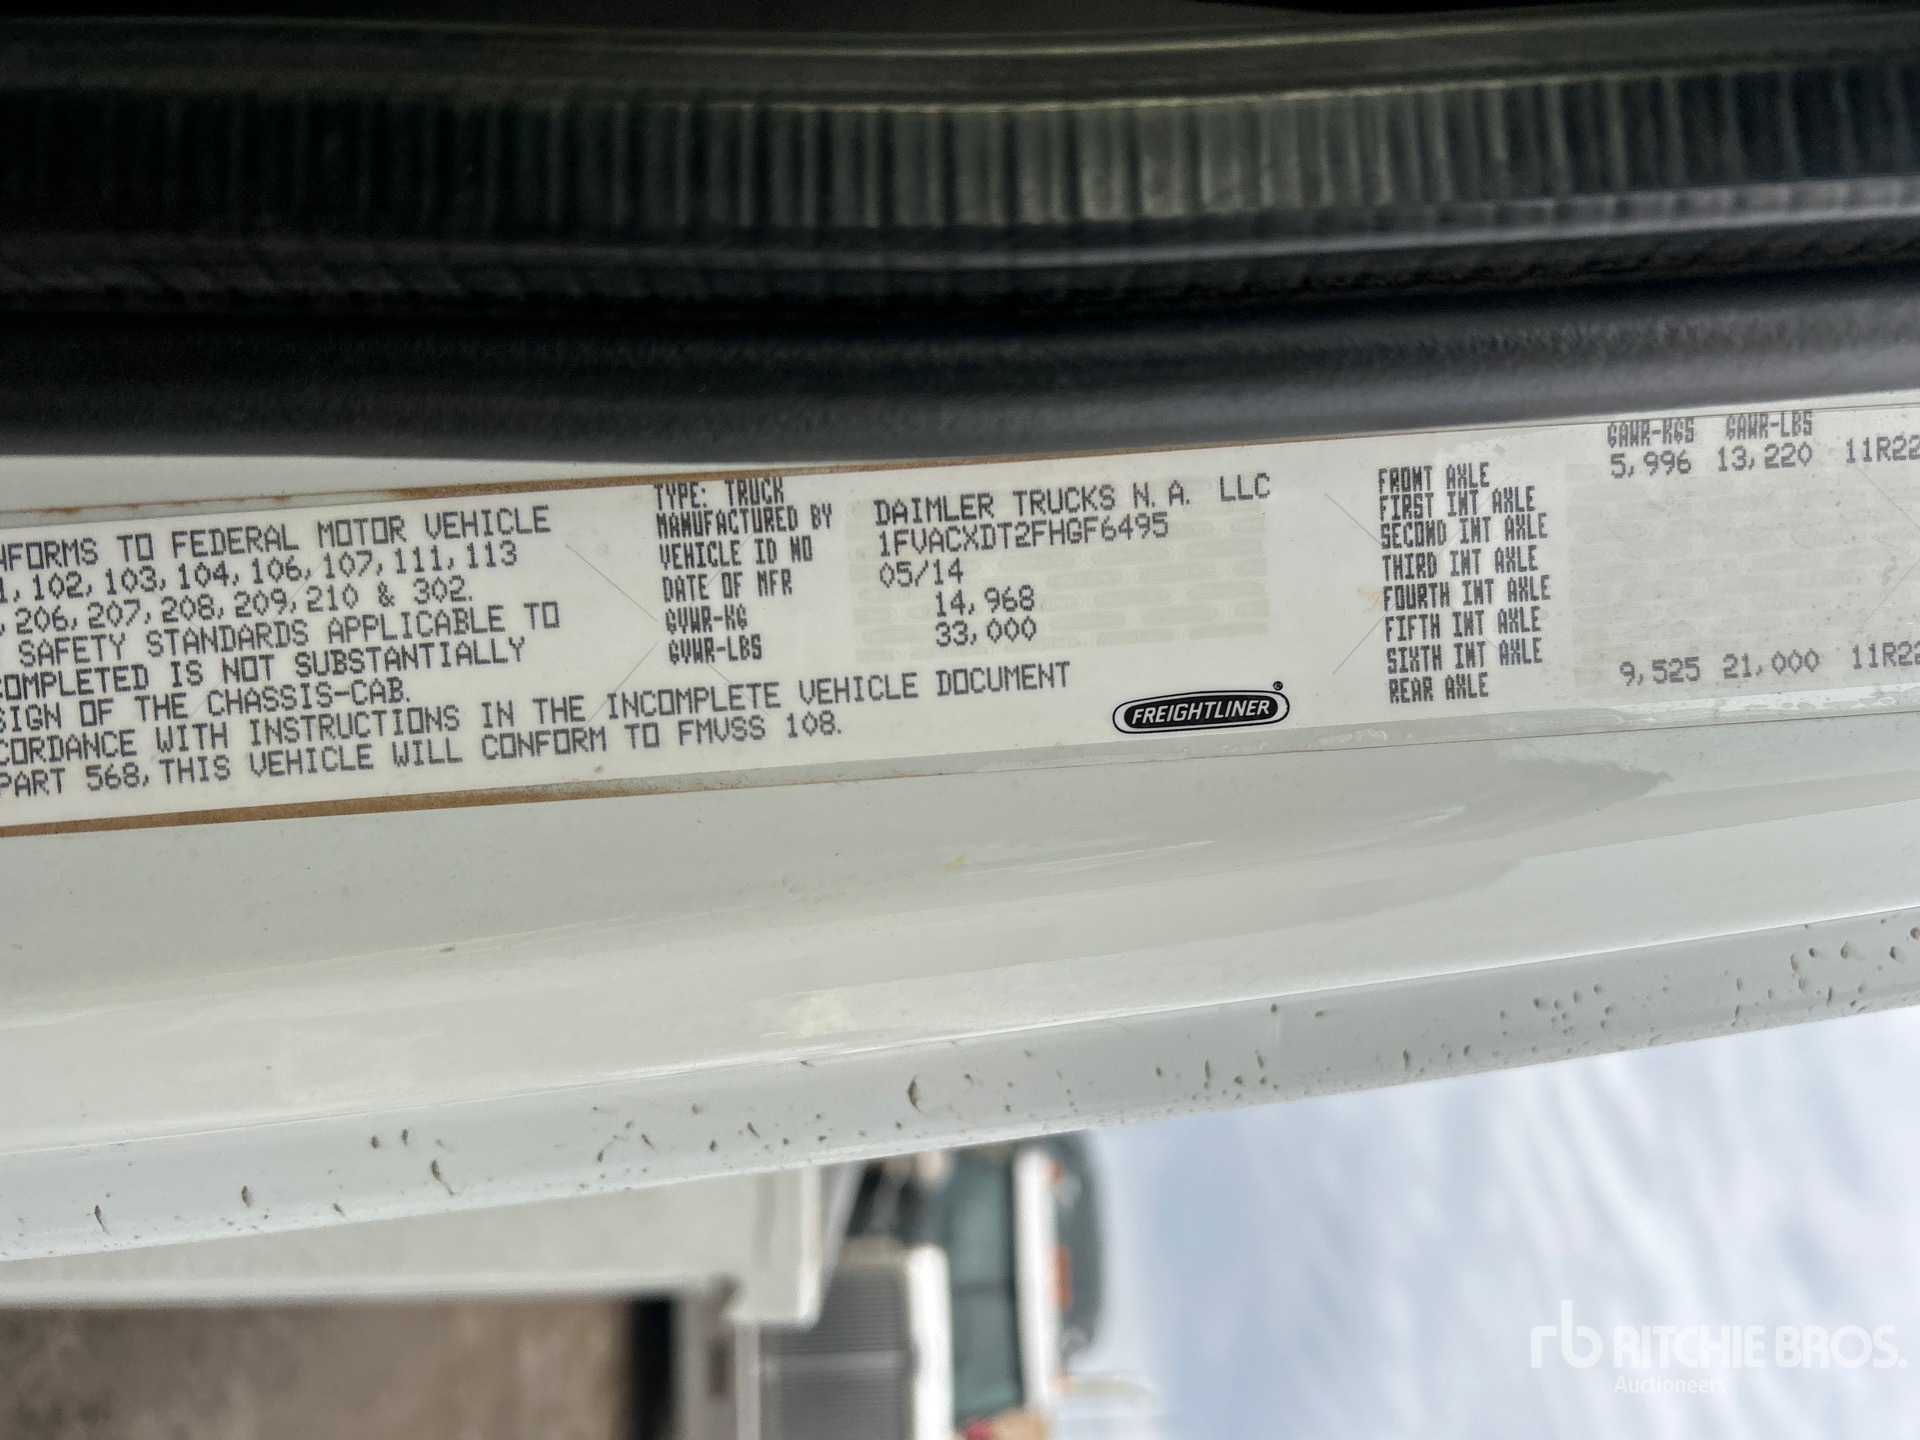 NFORMS TO FEDERAL MOTOR VEHICLE
1, 102, 103, 104, 106, 107, 111, 113
, 206, 207, 208, 209, 210 & 302.
SAFETY STANDARDS APPLICABLE TO
COMPLETED IS NOT SUBSTANTIALLY
SIGN OF THE CHASSIS-CAB.
CORDANCE WITH INSTRUCTIONS IN THE INCOMPLETE VEHICLE DOCUMENT
PART 568, THIS VEHICLE WILL CONFORM TO FMVSS 108.
TYPE: TRUCK
MANUFACTURED BY DAIMLER TRUCKS N. A. LLC
VEHICLE ID NO 1FVACXDT2FHGF6495
DATE OF MFR 05/14
GVWR-KG 14,968
GVWR-LBS 33,000
FREIGHTLINER®
GAWR-KGS GAWR-LBS
FRONT AXLE 5,996 13,220 11R22
FIRST INT AXLE
SECOND INT AXLE
THIRD INT AXLE
FOURTH INT AXLE
FIFTH INT AXLE
SIXTH INT AXLE
REAR AXLE 9,525 21,000 11R22
rb RITCHIE BROS.
Auctioneers